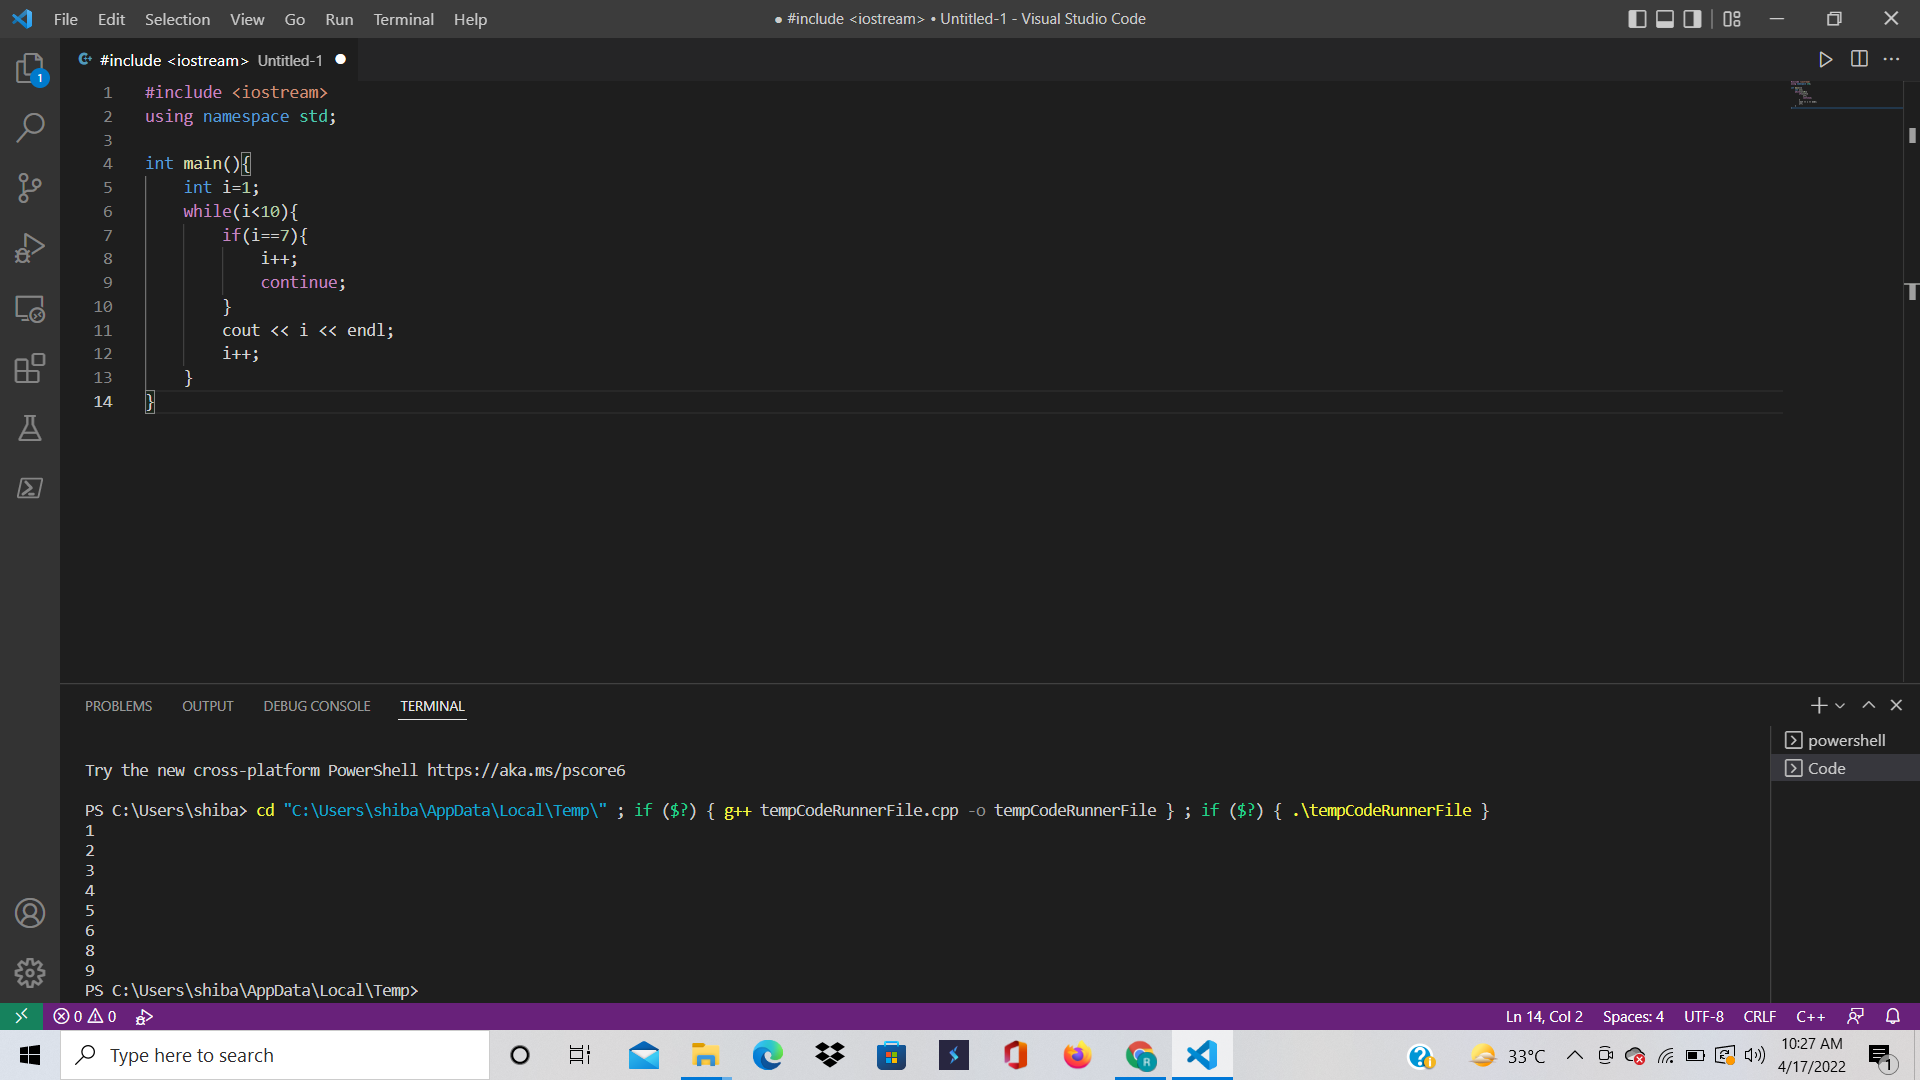 File Edit Selection View Go Run Terminal Help
● #include <iostream> • Untitled-1 - Visual Studio Code
#include <iostream> Untitled-1 ●
1 #include <iostream>
2 using namespace std;
3
4 int main(){
5     int i=1;
6     while(i<10){
7         if(i==7){
8             i++;
9             continue;
10         }
11         cout << i << endl;
12         i++;
13     }
14 }
1
PROBLEMS OUTPUT DEBUG CONSOLE TERMINAL
powershell
Code
Try the new cross-platform PowerShell https://aka.ms/pscore6
PS C:\Users\shiba> cd "C:\Users\shiba\AppData\Local\Temp\" ; if ($?) { g++ tempCodeRunnerFile.cpp -o tempCodeRunnerFile } ; if ($?) { .\tempCodeRunnerFile }
1
2
3
4
5
6
8
9
PS C:\Users\shiba\AppData\Local\Temp>
0 0
Ln 14, Col 2 Spaces: 4 UTF-8 CRLF C++
Type here to search
33°C
10:27 AM
4/17/2022
1